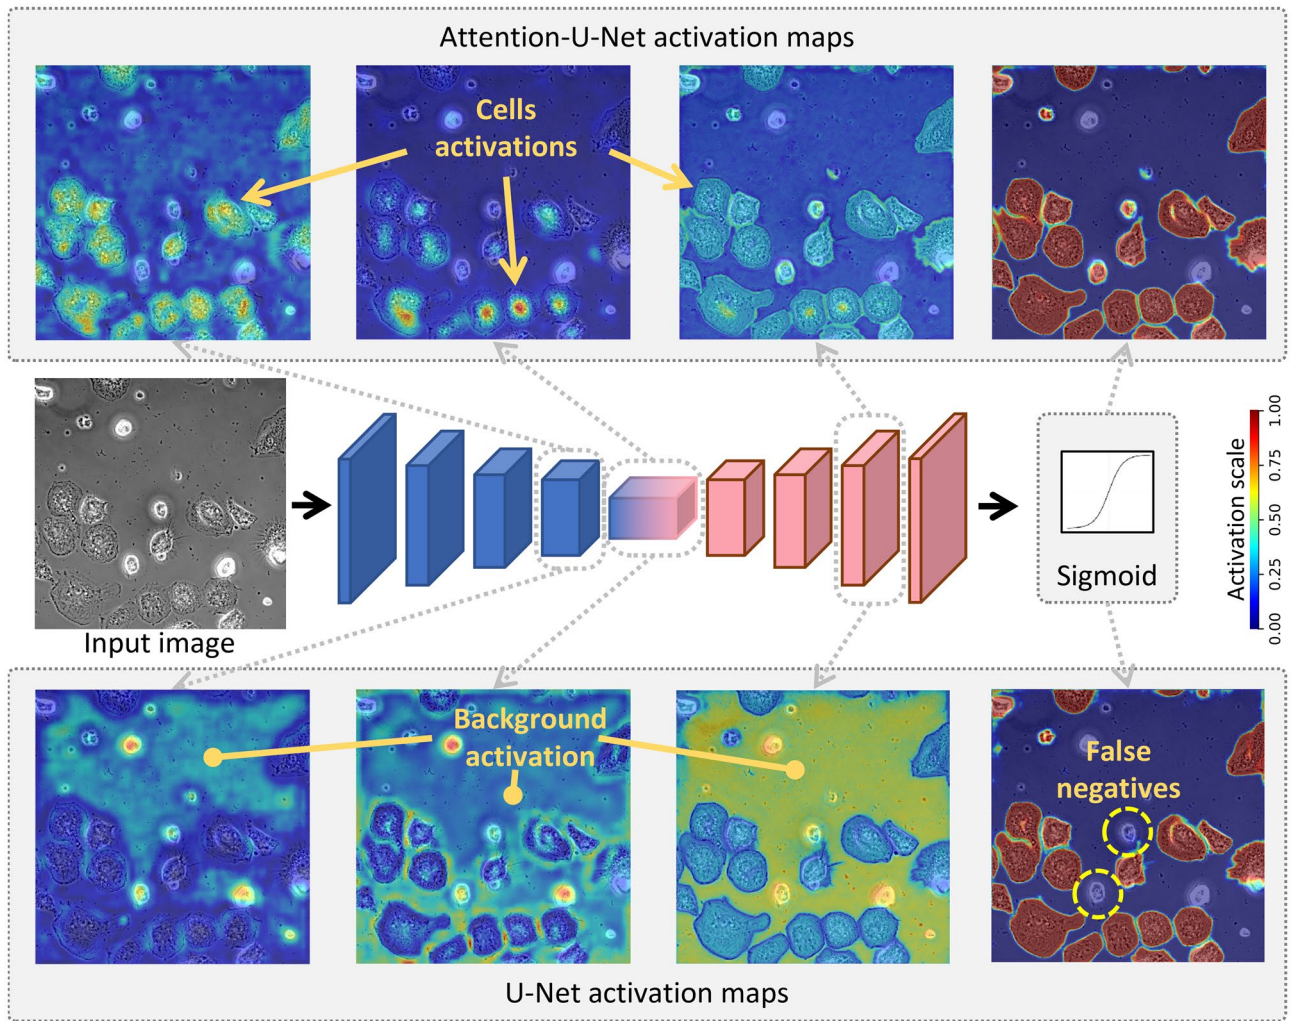 Attention-U-Net activation maps
Cells
activations
Input image
Sigmoid
Activation scale
1.00
0.75
0.50
0.25
0.00
Background
activation
False
negatives
U-Net activation maps